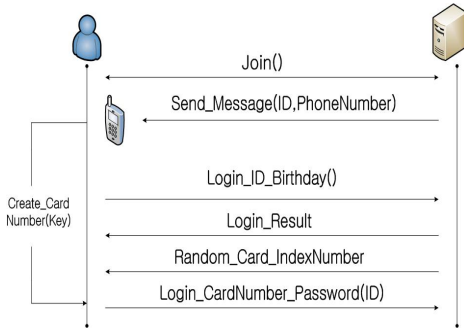 Join()
Send_Message(ID,PhoneNumber)
Login_ID_Birthday()
Create_Card
Number(Key)
Login_Result
Random_Card_IndexNumber
Login_CardNumber_Password(ID)